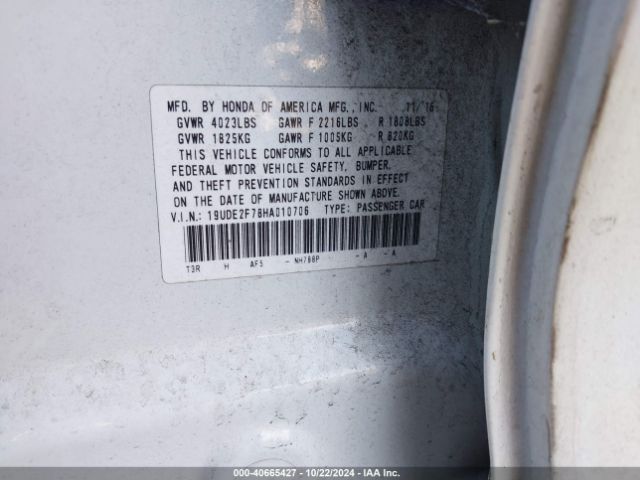 MFD. BY HONDA OF AMERICA MFG., INC. 11/16
GVWR 4023LBS GAWR F 2216LBS R 1808LBS
GVWR 1825KG GAWR F 1005KG R 820KG
THIS VEHICLE CONFORMS TO ALL APPLICABLE
FEDERAL MOTOR VEHICLE SAFETY, BUMPER,
AND THEFT PREVENTION STANDARDS IN EFFECT
ON THE DATE OF MANUFACTURE SHOWN ABOVE.
V.I.N.: 19UDE2F78HA010706 TYPE: PASSENGER CAR
T3R H AF5 - NH788P - A - A
000-40665427 - 10/22/2024 - IAA Inc.